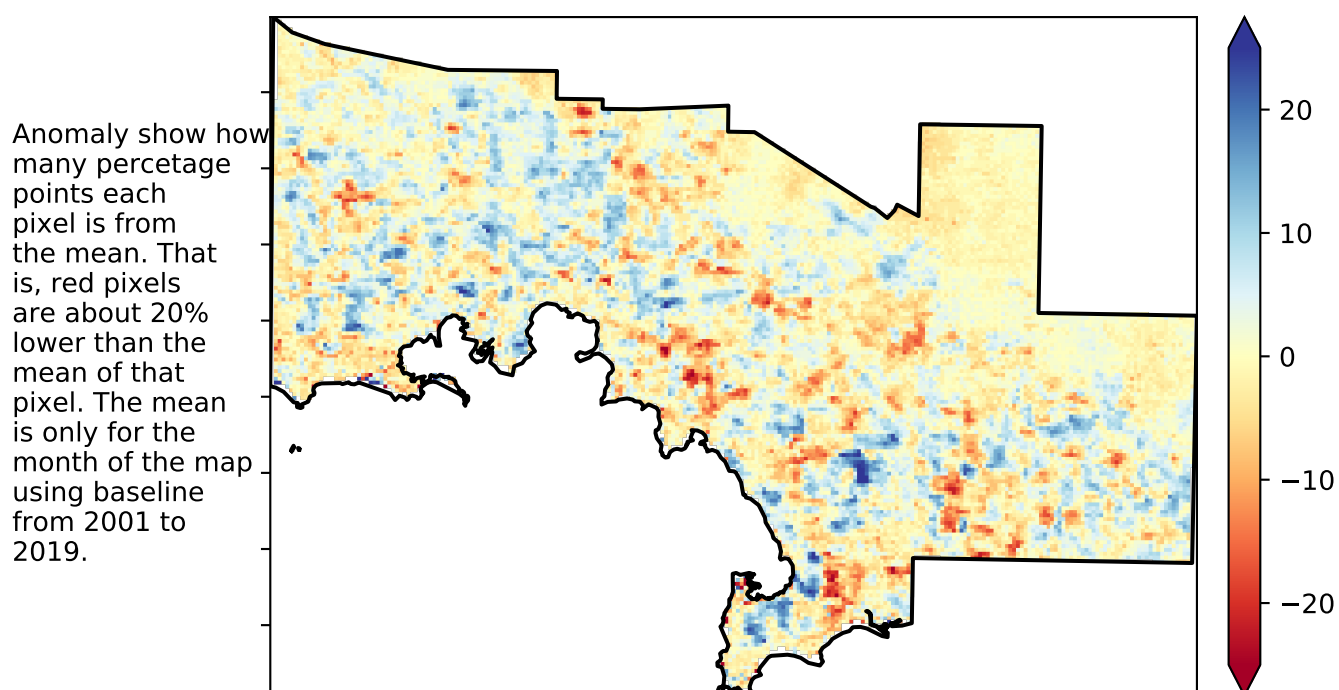 Anomaly show how
many percetage
points each
pixel is from
the mean. That
is, red pixels
are about 20%
lower than the
mean of that
pixel. The mean
is only for the
month of the map
using baseline
from 2001 to
2019.
20
10
0
−10
−20